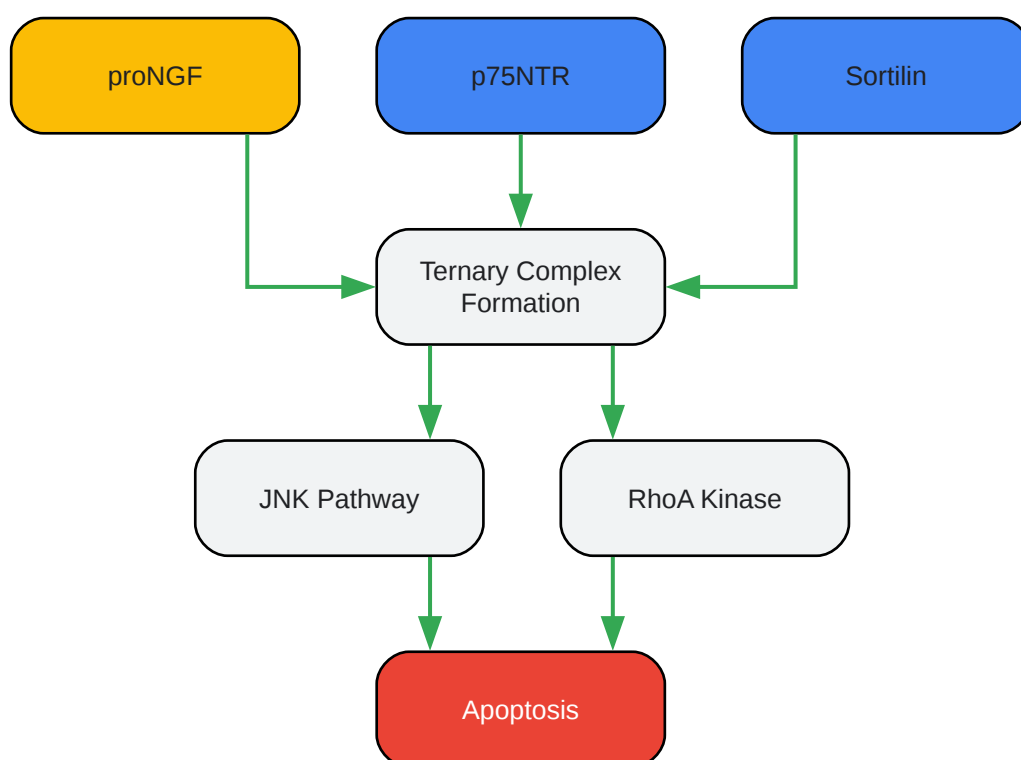 proNGF
p75NTR
Sortilin
Ternary Complex
Formation
JNK Pathway
RhoA Kinase
Apoptosis